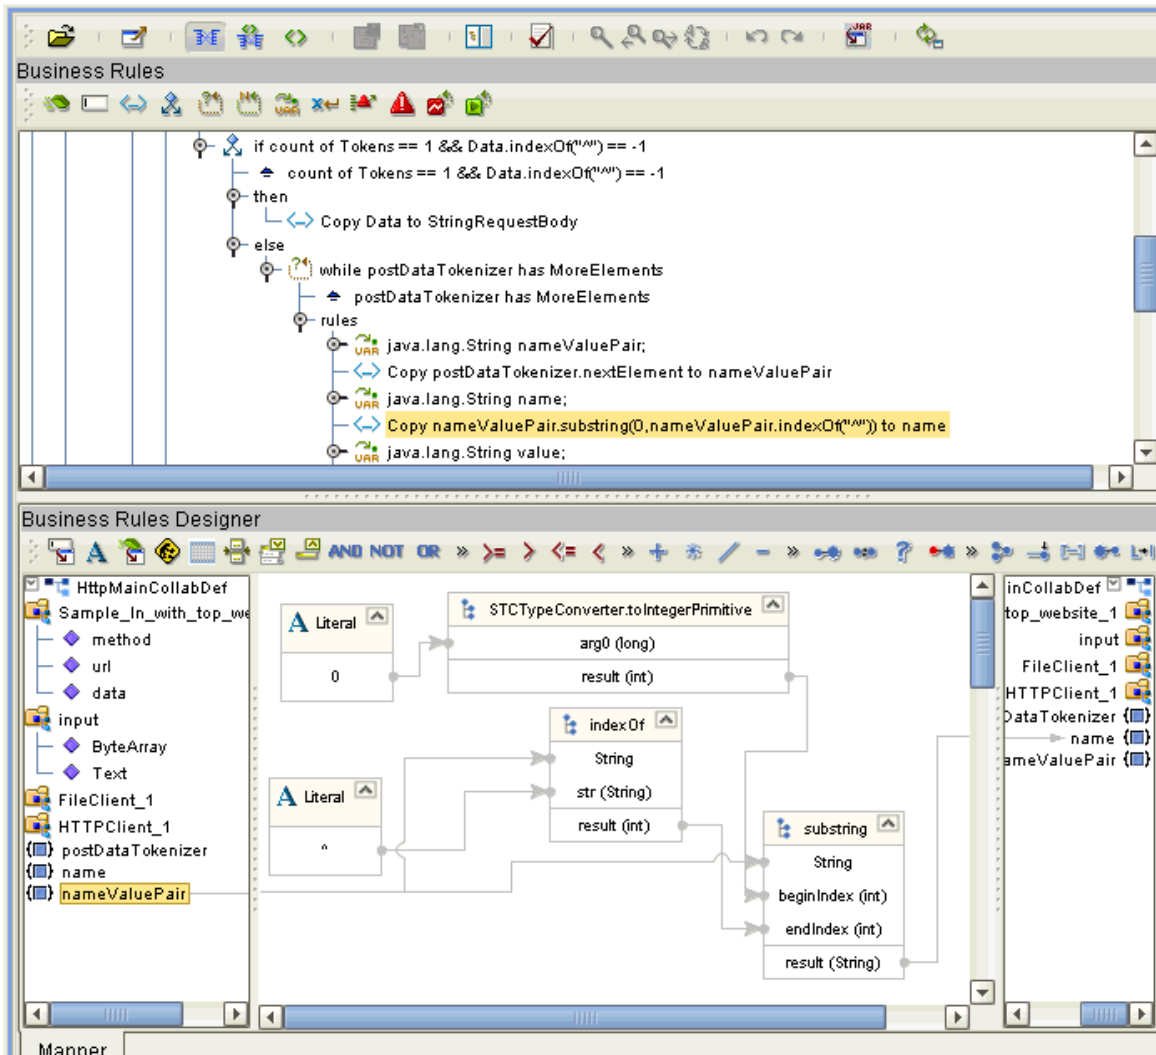 JAR
Business Rules
VAR
if count of Tokens == 1 && Data.indexOf("^") == -1
count of Tokens == 1 && Data.indexOf("^") == -1
then
Copy Data to StringRequestBody
else
while postDataTokenizer has MoreElements
postDataTokenizer has MoreElements
rules
VAR java.lang.String nameValuePair;
Copy postDataTokenizer.nextElement to nameValuePair
VAR java.lang.String name;
Copy nameValuePair.substring(0,nameValuePair.indexOf("^")) to name
VAR java.lang.String value;
Business Rules Designer
A AND NOT OR » >= > <= < » + * / - » ? »
HttpMainCollabDef
Sample_In_with_top_we
method
url
data
input
ByteArray
Text
FileClient_1
HTTPClient_1
postDataTokenizer
name
nameValuePair
A Literal
0
STCTypeConverter.toIntegerPrimitive
arg0 (long)
result (int)
indexOf
String
str (String)
result (int)
A Literal
^
substring
String
beginIndex (int)
endIndex (int)
result (String)
inCollabDef
top_website_1
input
FileClient_1
HTTPClient_1
DataTokenizer
name
ameValuePair
Mapper